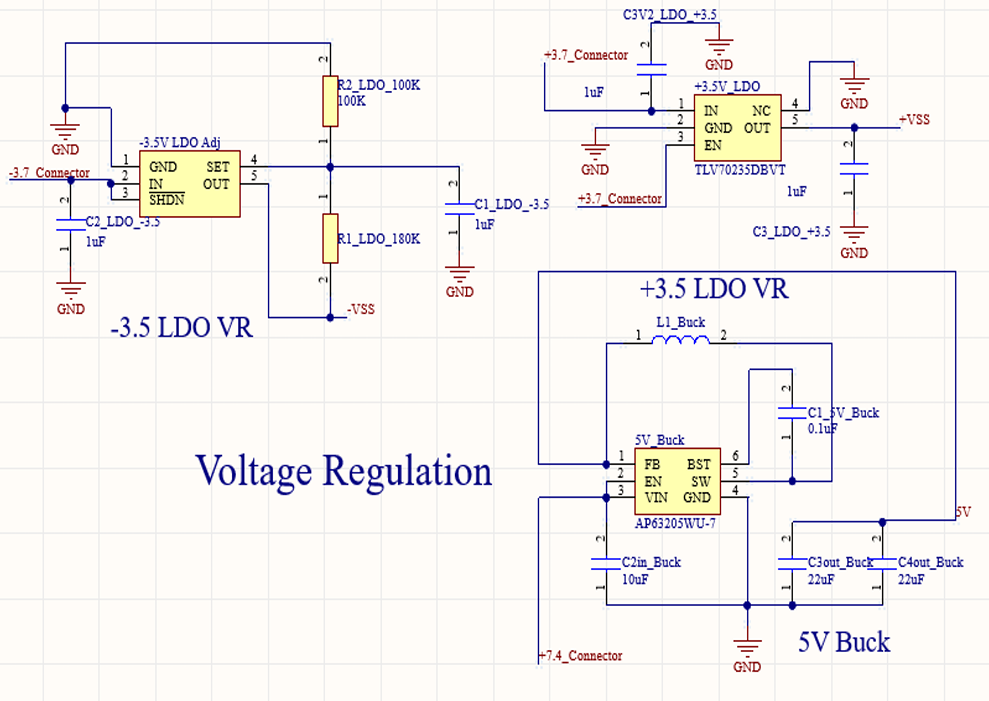 C3V2_LDO_+3.5
2
GND
+3.7_Connector
1uF
1
+3.5V_LDO
1 IN NC 4
2 GND OUT 5
3 EN
TLV70235DBVT
GND
+VSS
GND
+3.7_Connector
2
1uF
1
C3_LDO_+3.5
GND
2
R2_LDO_100K
100K
1
GND
-3.5V LDO Adj
-3.7_Connector
1 GND SET 4
2 IN OUT 5
3 SHDN
2
C2_LDO_-3.5
1uF
1
GND
1
R1_LDO_180K
2
2
C1_LDO_-3.5
1uF
1
GND
-VSS
-3.5 LDO VR
+3.5 LDO VR
L1_Buck
1 2
2
C1_5V_Buck
0.1uF
1
5V_Buck
1 FB BST 6
2 EN SW 5
3 VIN GND 4
AP63205WU-7
Voltage Regulation
5V
2
C2in_Buck
10uF
1
2
C3out_Buck
22uF
1
2
C4out_Buck
22uF
1
+7.4_Connector
GND
5V Buck